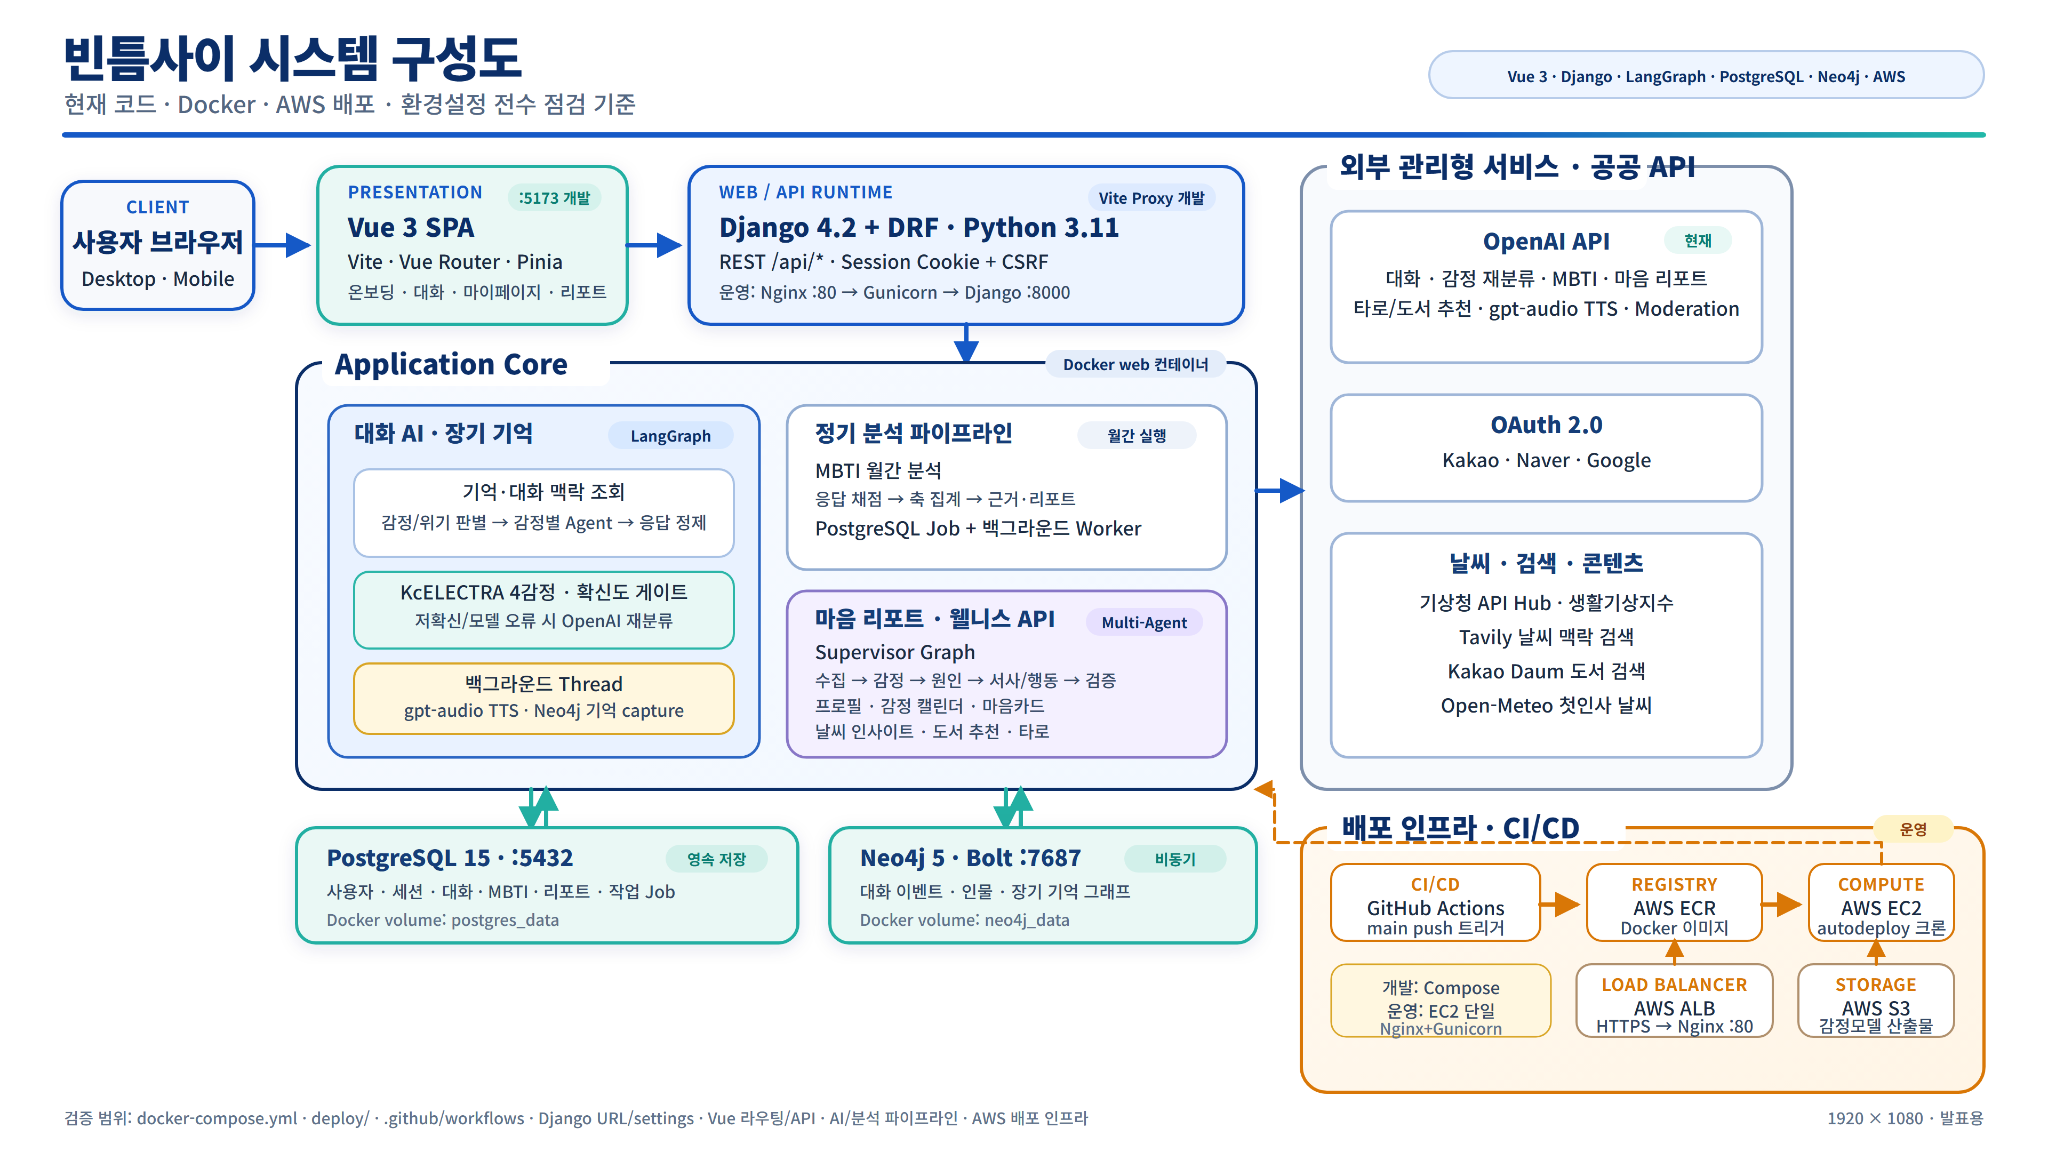 빈틈사이 시스템 구성도
현재 코드 · Docker · AWS 배포 · 환경설정 전수 점검 기준
Vue 3 · Django · LangGraph · PostgreSQL · Neo4j · AWS
CLIENT
사용자 브라우저
Desktop · Mobile
PRESENTATION
:5173 개발
Vue 3 SPA
Vite · Vue Router · Pinia
온보딩 · 대화 · 마이페이지 · 리포트
WEB / API RUNTIME
Vite Proxy 개발
Django 4.2 + DRF · Python 3.11
REST /api/* · Session Cookie + CSRF
운영: Nginx :80 → Gunicorn → Django :8000
Application Core
Docker web 컨테이너
대화 AI · 장기 기억
LangGraph
기억·대화 맥락 조회
감정/위기 판별 → 감정별 Agent → 응답 정제
KcELECTRA 4감정 · 확신도 게이트
저확신/모델 오류 시 OpenAI 재분류
백그라운드 Thread
gpt-audio TTS · Neo4j 기억 capture
정기 분석 파이프라인
월간 실행
MBTI 월간 분석
응답 채점 → 축 집계 → 근거·리포트
PostgreSQL Job + 백그라운드 Worker
마음 리포트 · 웰니스 API
Multi-Agent
Supervisor Graph
수집 → 감정 → 원인 → 서사/행동 → 검증
프로필 · 감정 캘린더 · 마음카드
날씨 인사이트 · 도서 추천 · 타로
외부 관리형 서비스 · 공공 API
OpenAI API
현재
대화 · 감정 재분류 · MBTI · 마음 리포트
타로/도서 추천 · gpt-audio TTS · Moderation
OAuth 2.0
Kakao · Naver · Google
날씨 · 검색 · 콘텐츠
기상청 API Hub · 생활기상지수
Tavily 날씨 맥락 검색
Kakao Daum 도서 검색
Open-Meteo 첫인사 날씨
PostgreSQL 15 · :5432
영속 저장
사용자 · 세션 · 대화 · MBTI · 리포트 · 작업 Job
Docker volume: postgres_data
Neo4j 5 · Bolt :7687
비동기
대화 이벤트 · 인물 · 장기 기억 그래프
Docker volume: neo4j_data
배포 인프라 · CI/CD
운영
CI/CD
GitHub Actions
main push 트리거
REGISTRY
AWS ECR
Docker 이미지
COMPUTE
AWS EC2
autodeploy 크론
개발: Compose
운영: EC2 단일
Nginx+Gunicorn
LOAD BALANCER
AWS ALB
HTTPS → Nginx :80
STORAGE
AWS S3
감정모델 산출물
검증 범위: docker-compose.yml · deploy/ · .github/workflows · Django URL/settings · Vue 라우팅/API · AI/분석 파이프라인 · AWS 배포 인프라
1920 × 1080 · 발표용